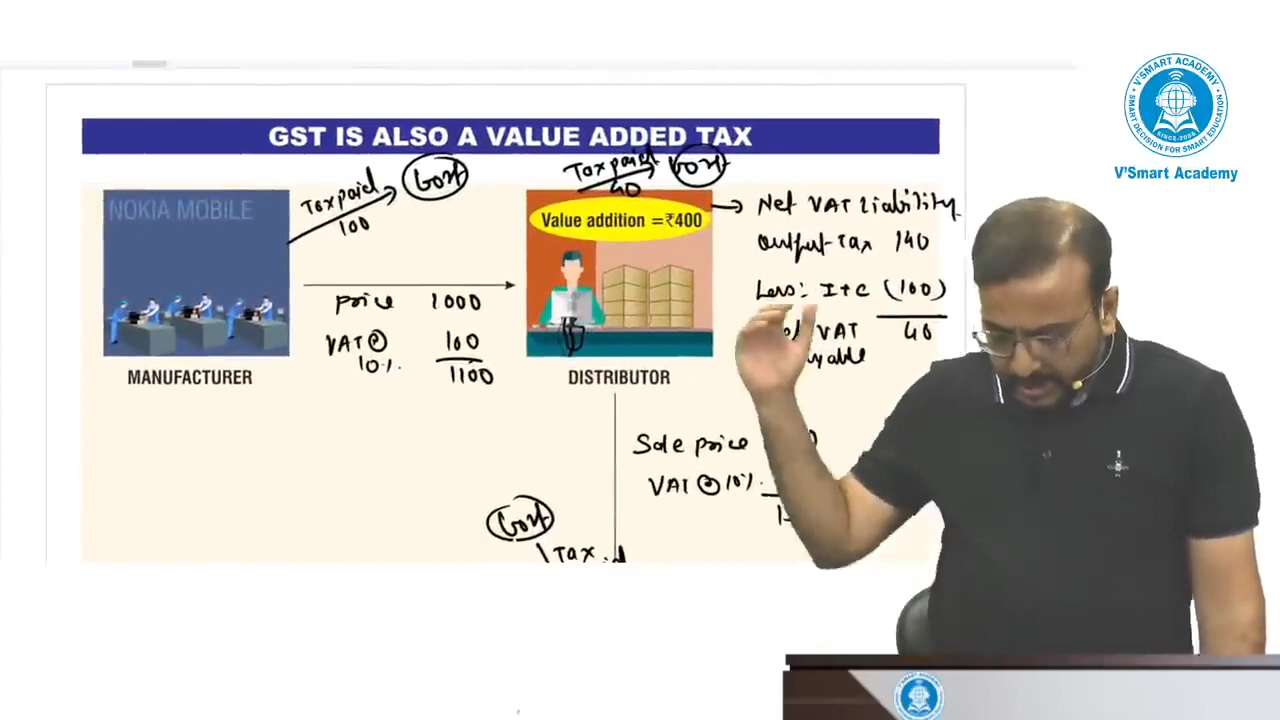 GST IS ALSO A VALUE ADDED TAX
NOKIA MOBILE
Tax paid
100
Govt
Tax paid
40
Govt
Value addition =₹400
Net VAT liability
Output Tax 140
Less: ITC (100)
VAT 40
yable
Price 1000
VAT @ 100
10%.
1100
MANUFACTURER
DISTRIBUTOR
Sale price
VAT @ 10%.
Govt
Tax
V'SMART ACADEMY
SMART DECISION FOR SMART EDUCATION
SINCE-2005
V'Smart Academy